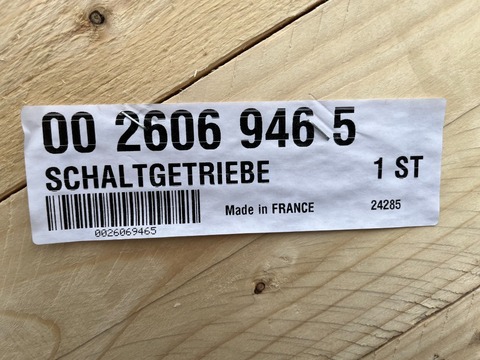 00 2606 946 5
SCHALTGETRIEBE 1 ST
Made in FRANCE 24285
0026069465